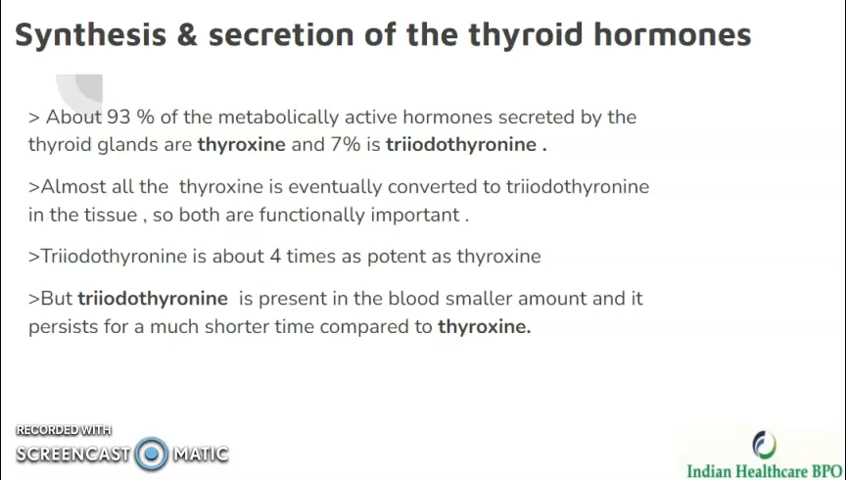 Synthesis & secretion of the thyroid hormones
> About 93 % of the metabolically active hormones secreted by the
thyroid glands are thyroxine and 7% is triiodothyronine .
>Almost all the  thyroxine is eventually converted to triiodothyronine
in the tissue , so both are functionally important .
>Triiodothyronine is about 4 times as potent as thyroxine
>But triiodothyronine  is present in the blood smaller amount and it
persists for a much shorter time compared to thyroxine.
RECORDED WITH
SCREENCAST MATIC
Indian Healthcare BPO